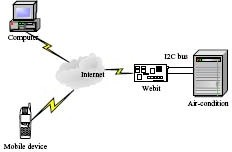 Computer
I2C bus
Internet
Webit
Air-condition
Mobile device